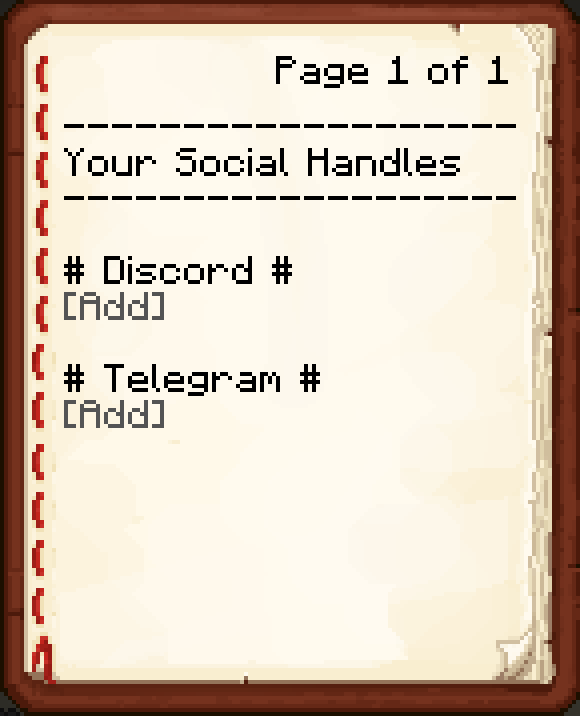 Page 1 of 1
-------------------
Your Social Handles
-------------------
# Discord #
[Add]
# Telegram #
[Add]